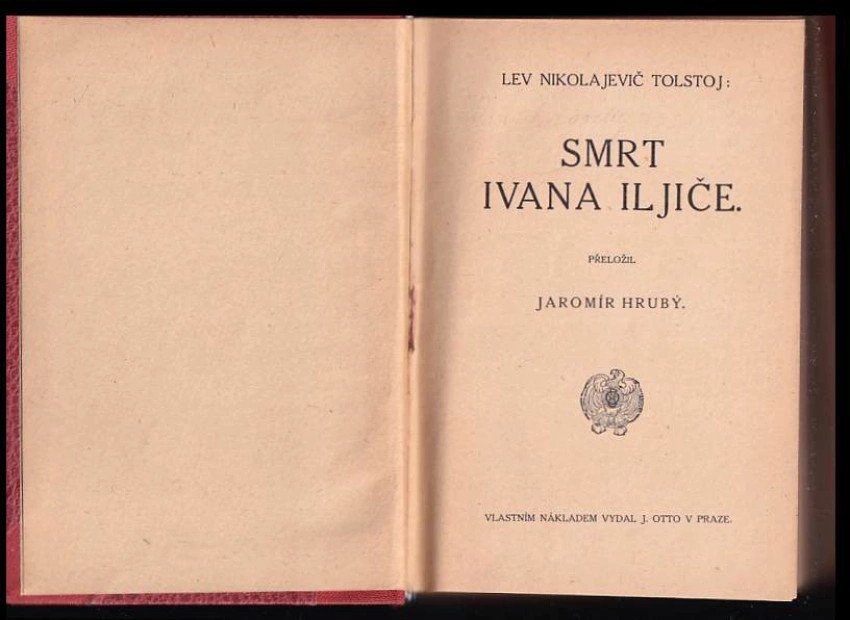 LEV NIKOLAJEVIČ TOLSTOJ:
SMRT
IVANA ILJIČE.
PŘELOŽIL
JAROMÍR HRUBÝ.
VLASTNÍM NÁKLADEM VYDAL J. OTTO V PRAZE.